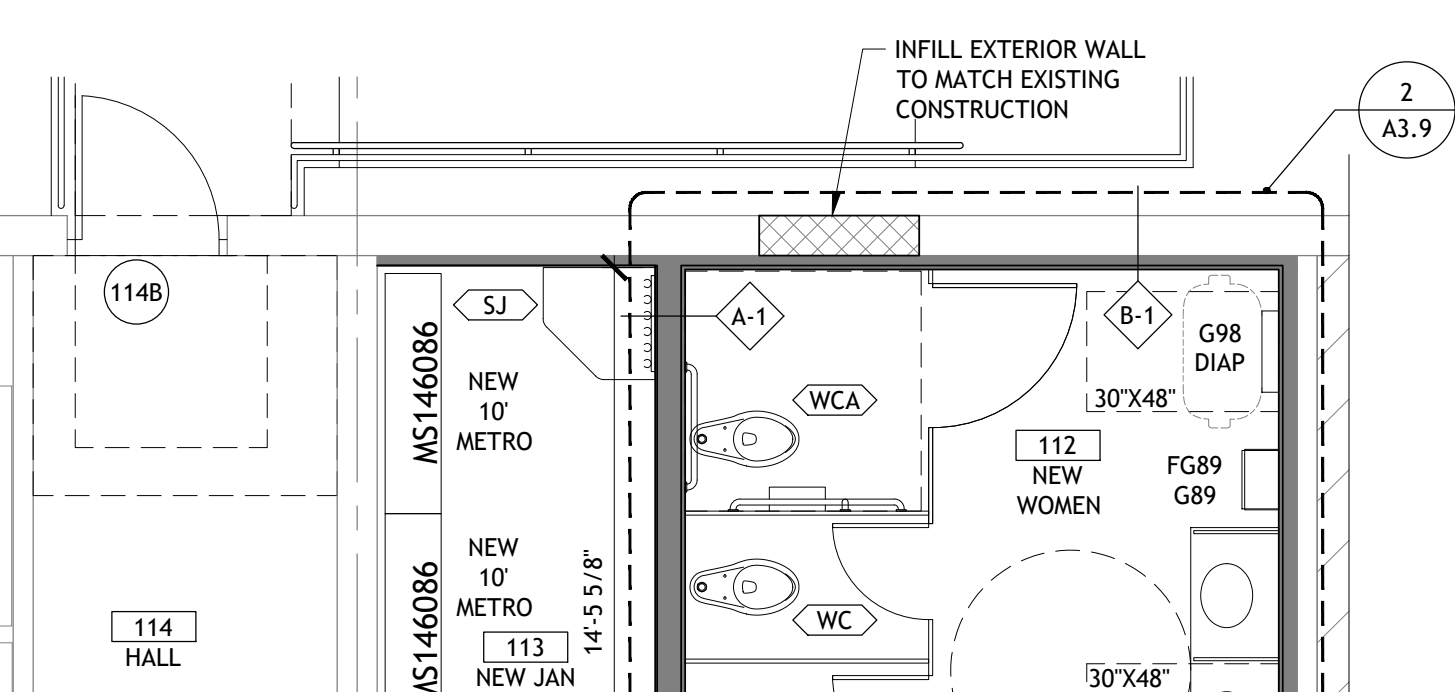 INFILL EXTERIOR WALL
TO MATCH EXISTING
CONSTRUCTION
2
A3.9
114B
SJ
A-1
B-1
G98
DIAP
MS146086
NEW
10'
METRO
WCA
30"X48"
112
NEW
WOMEN
FG89
G89
NEW
10'
METRO
MS146086
14'-5 5/8"
WC
114
HALL
113
NEW JAN
30"X48"